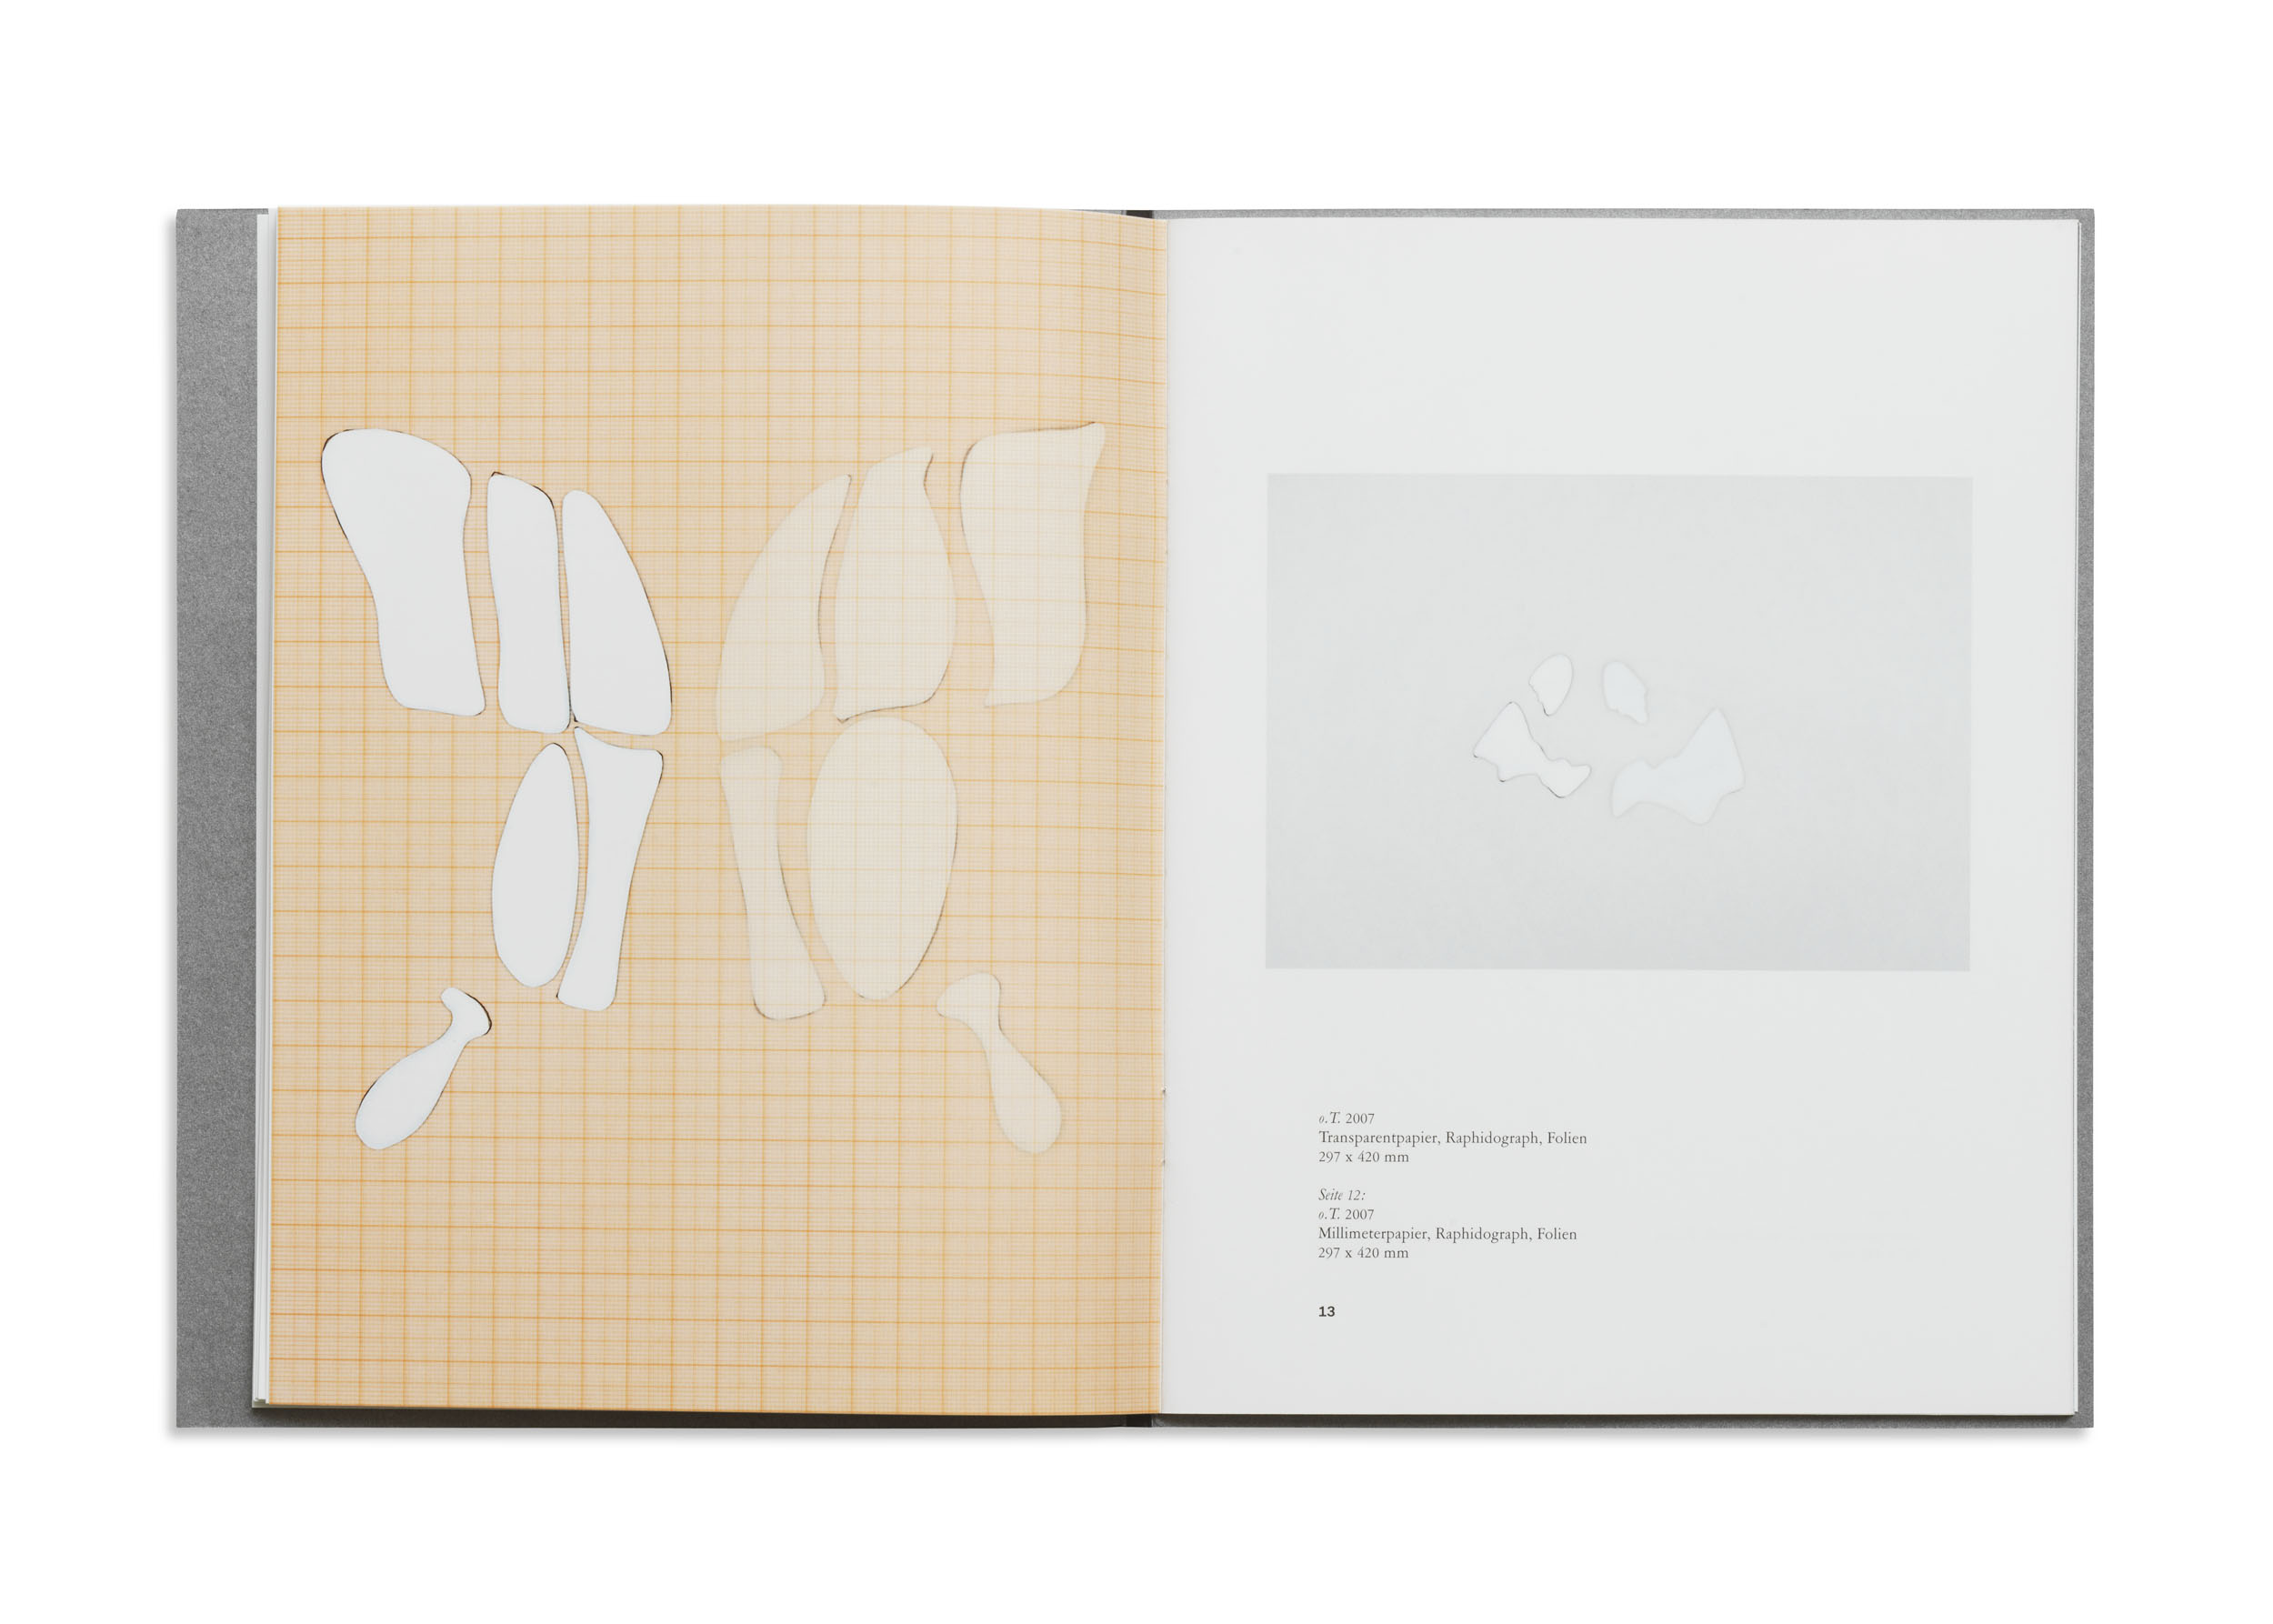 o.T. 2007
Transparentpapier, Raphidograph, Folien
297 x 420 mm
Seite 12:
o.T. 2007
Millimeterpapier, Raphidograph, Folien
297 x 420 mm
13